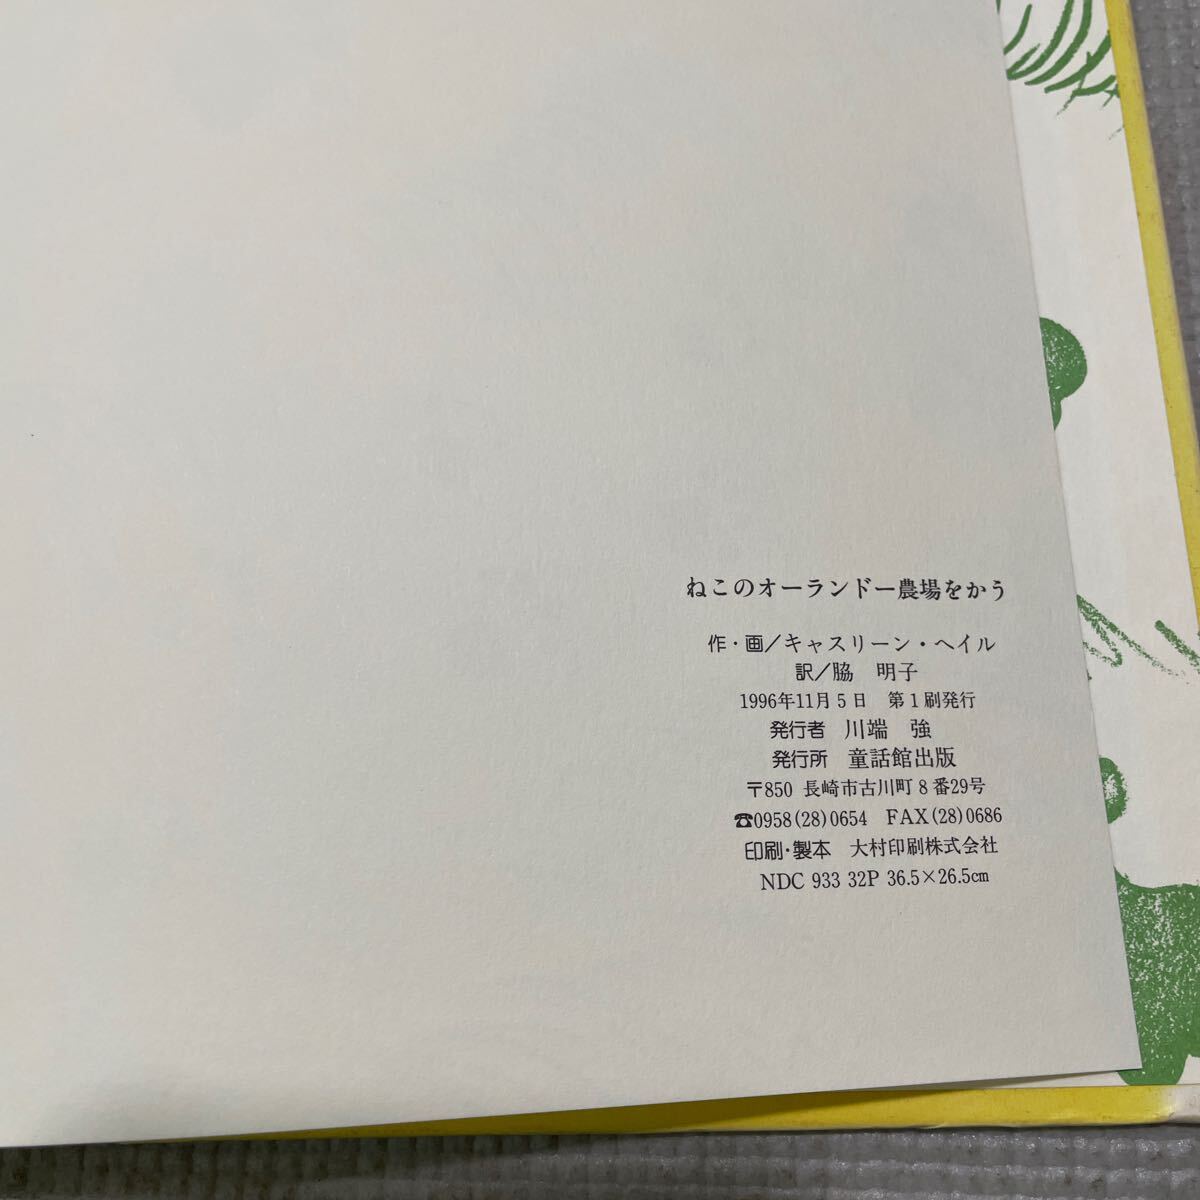 ねこのオーランドー農場をかう
作・画／キャスリーン・ヘイル
訳／脇　明子
1996年11月5日　第1刷発行
発行者　川端　強
発行所　童話館出版
〒850 長崎市古川町8番29号
☎0958(28)0654　FAX(28)0686
印刷・製本　大村印刷株式会社
NDC 933 32P 36.5×26.5cm